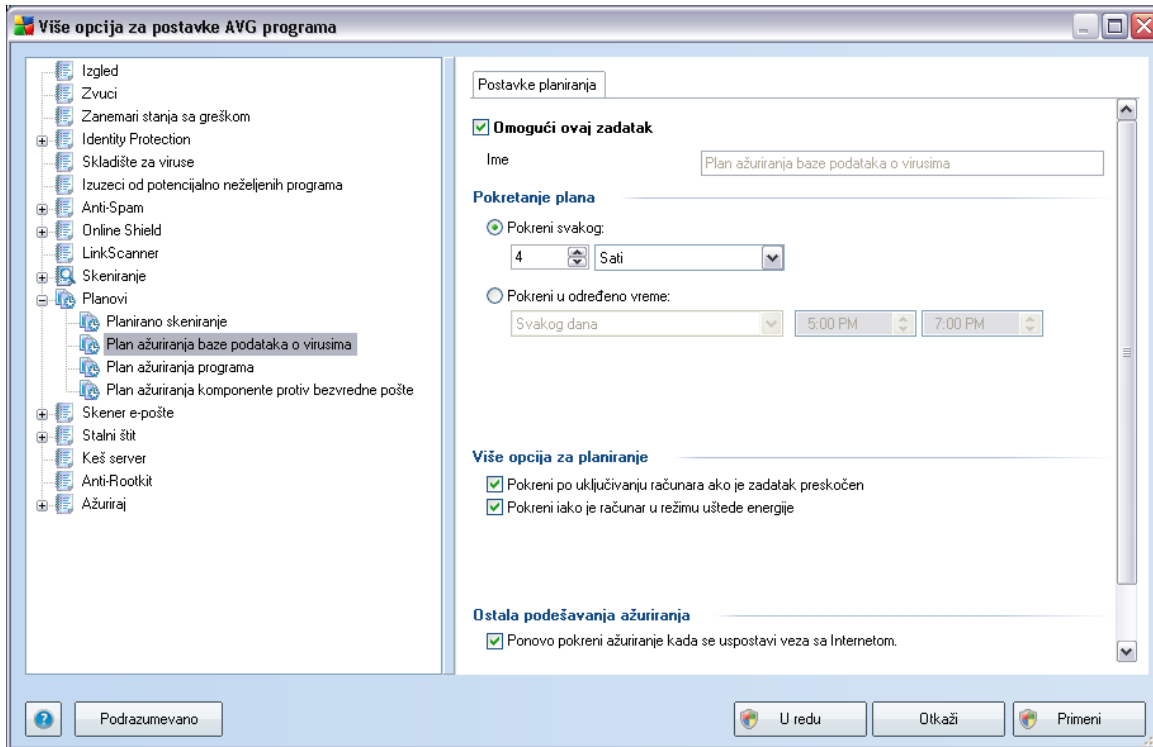 Više opcija za postavke AVG programa
Izgled
Zvuci
Zanemari stanja sa greškom
Identity Protection
Skladište za viruse
Izuzeci od potencijalno neželjenih programa
Anti-Spam
Online Shield
LinkScanner
Skeniranje
Planovi
Planirano skeniranje
Plan ažuriranja baze podataka o virusima
Plan ažuriranja programa
Plan ažuriranja komponente protiv bezvredne pošte
Skener e-pošte
Stalni štit
Keš server
Anti-Rootkit
Ažuriraj
Postavke planiranja
Omogući ovaj zadatak
Ime Plan ažuriranja baze podataka o virusima
Pokretanje plana
Pokreni svakog:
4 Sati
Pokreni u određeno vreme:
Svakog dana 5:00 PM 7:00 PM
Više opcija za planiranje
Pokreni po uključivanju računara ako je zadatak preskočen
Pokreni iako je računar u režimu uštede energije
Ostala podešavanja ažuriranja
Ponovo pokreni ažuriranje kada se uspostavi veza sa Internetom.
? Podrazumevano U redu Otkaži Primeni